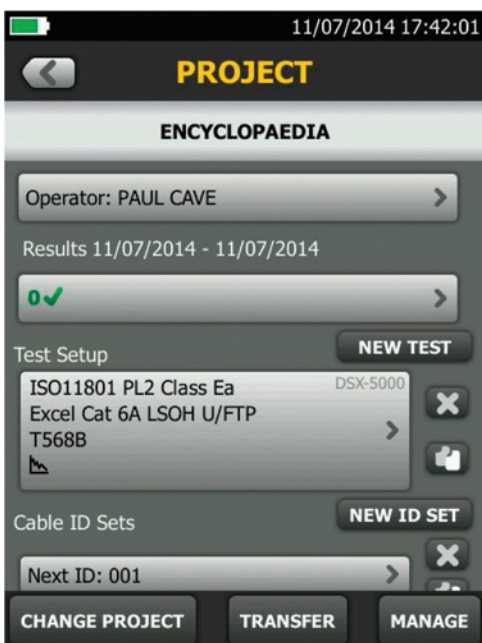 11/07/2014 17:42:01
PROJECT
ENCYCLOPAEDIA
Operator: PAUL CAVE
Results 11/07/2014 - 11/07/2014
0
Test Setup
NEW TEST
ISO11801 PL2 Class Ea
DSX-5000
Excel Cat 6A LSOH U/FTP
T568B
Cable ID Sets
NEW ID SET
Next ID: 001
CHANGE PROJECT
TRANSFER
MANAGE